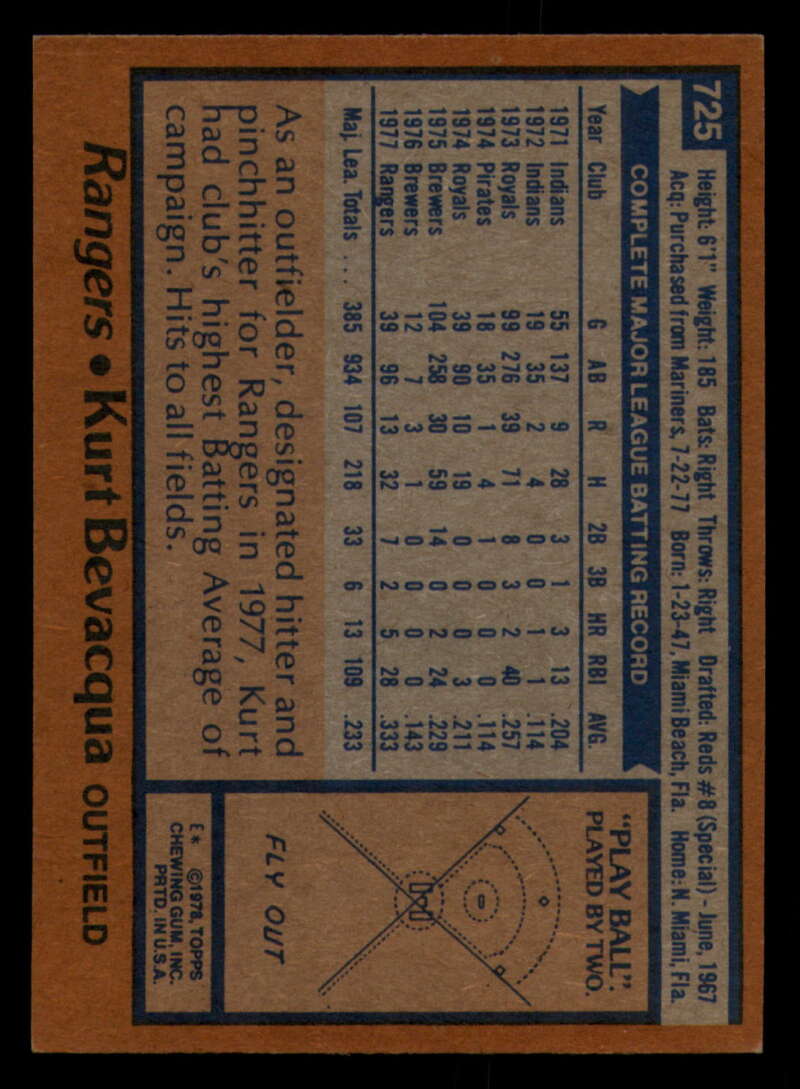 725
Height: 6'1" Weight: 185 Bats: Right Throws: Right Drafted: Reds #8 (Special) - June, 1967
Acq: Purchased from Mariners, 7-22-77 Born: 1-23-47, Miami Beach, Fla. Home: N. Miami, Fla.
COMPLETE MAJOR LEAGUE BATTING RECORD
Year Club G AB R H 2B 3B HR RBI AVG.
1971 Indians 55 137 9 28 3 1 3 13 .204
1972 Indians 19 35 2 4 0 0 1 1 .114
1973 Royals 99 276 39 71 8 3 2 40 .257
1974 Pirates 18 35 1 4 1 0 0 0 .114
1974 Royals 39 90 10 19 0 0 0 3 .211
1975 Brewers 104 258 30 59 14 0 2 24 .229
1976 Brewers 12 7 3 1 0 0 0 0 .143
1977 Rangers 39 96 13 32 7 2 5 28 .333
Maj. Lea. Totals . . . 385 934 107 218 33 6 13 109 .233
As an outfielder, designated hitter and
pinchhitter for Rangers in 1977, Kurt
had club's highest Batting Average of
campaign. Hits to all fields.
"PLAY BALL".
PLAYED BY TWO.
FLY OUT
E* ©1978, TOPPS
CHEWING GUM, INC.
PRTD. IN U.S.A.
Rangers • Kurt Bevacqua OUTFIELD